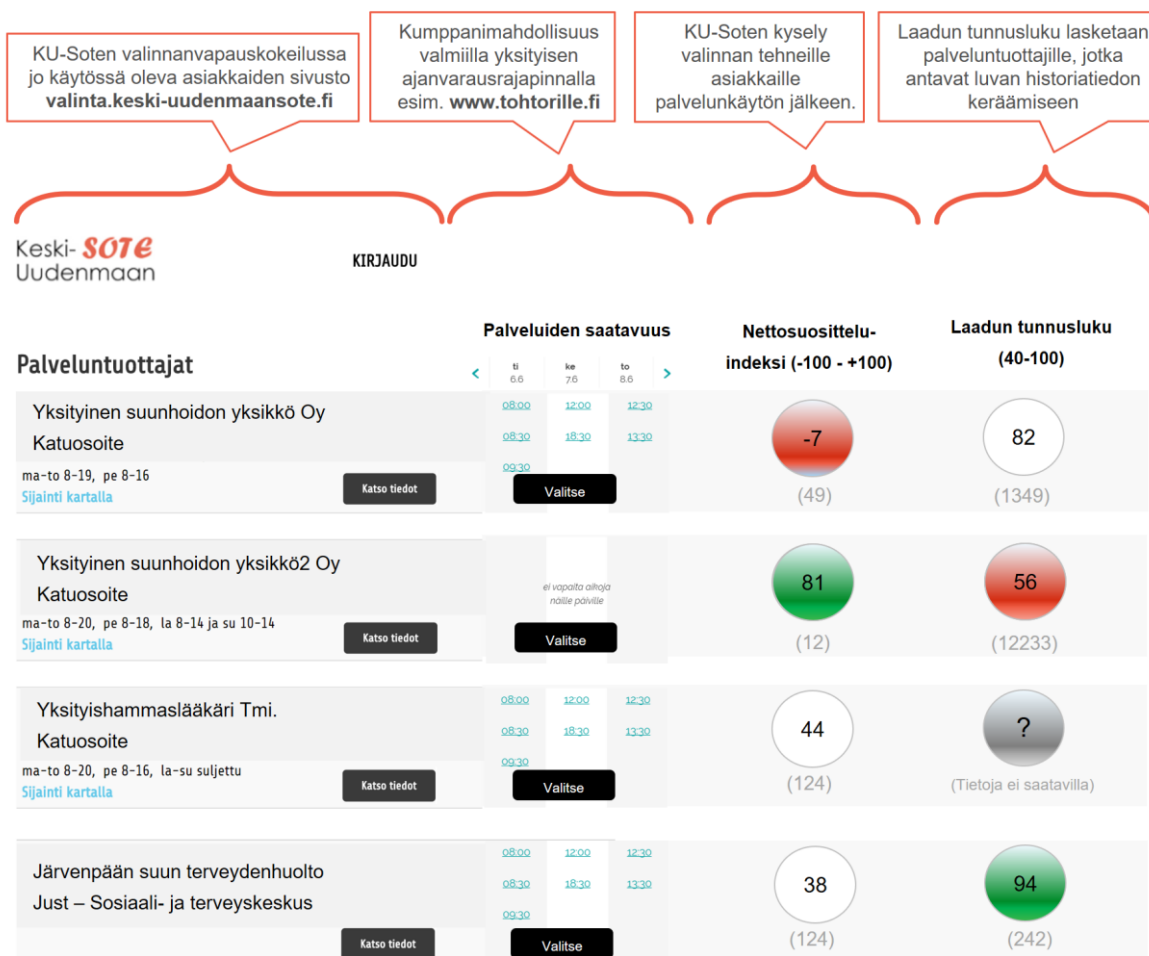 KU-Soten valinnanvapauskokeilussa
jo käytössä oleva asiakkaiden sivusto
valinta.keski-uudenmaansote.fi
Kumppanimahdollisuus
valmiilla yksityisen
ajanvarausrajapinnalla
esim. www.tohtorille.fi
KU-Soten kysely
valinnan tehneille
asiakkaille
palvelunkäytön jälkeen.
Laadun tunnusluku lasketaan
palveluntuottajille, jotka
antavat luvan historiatiedon
keräämiseen
Keski- SOTE
Uudenmaan
KIRJAUDU
Palveluntuottajat
Palveluiden saatavuus
< ti ke to >
6.6 7.6 8.6
Nettosuosittelu-
indeksi (-100 - +100)
Laadun tunnusluku
(40-100)
Yksityinen suunhoidon yksikkö Oy
Katuosoite
ma-to 8-19, pe 8-16
Sijainti kartalla
Katso tiedot
08:00 12:00 12:30
08:30 18:30 13:30
09:30
Valitse
-7
(49)
82
(1349)
Yksityinen suunhoidon yksikkö2 Oy
Katuosoite
ma-to 8-20, pe 8-18, la 8-14 ja su 10-14
Sijainti kartalla
Katso tiedot
ei vapaita aikoja
näille päiville
Valitse
81
(12)
56
(12233)
Yksityishammaslääkäri Tmi.
Katuosoite
ma-to 8-20, pe 8-16, la-su suljettu
Sijainti kartalla
Katso tiedot
08:00 12:00 12:30
08:30 18:30 13:30
09:30
Valitse
44
(124)
?
(Tietoja ei saatavilla)
Järvenpään suun terveydenhuolto
Just – Sosiaali- ja terveyskeskus
Katso tiedot
08:00 12:00 12:30
08:30 18:30 13:30
09:30
Valitse
38
(124)
94
(242)